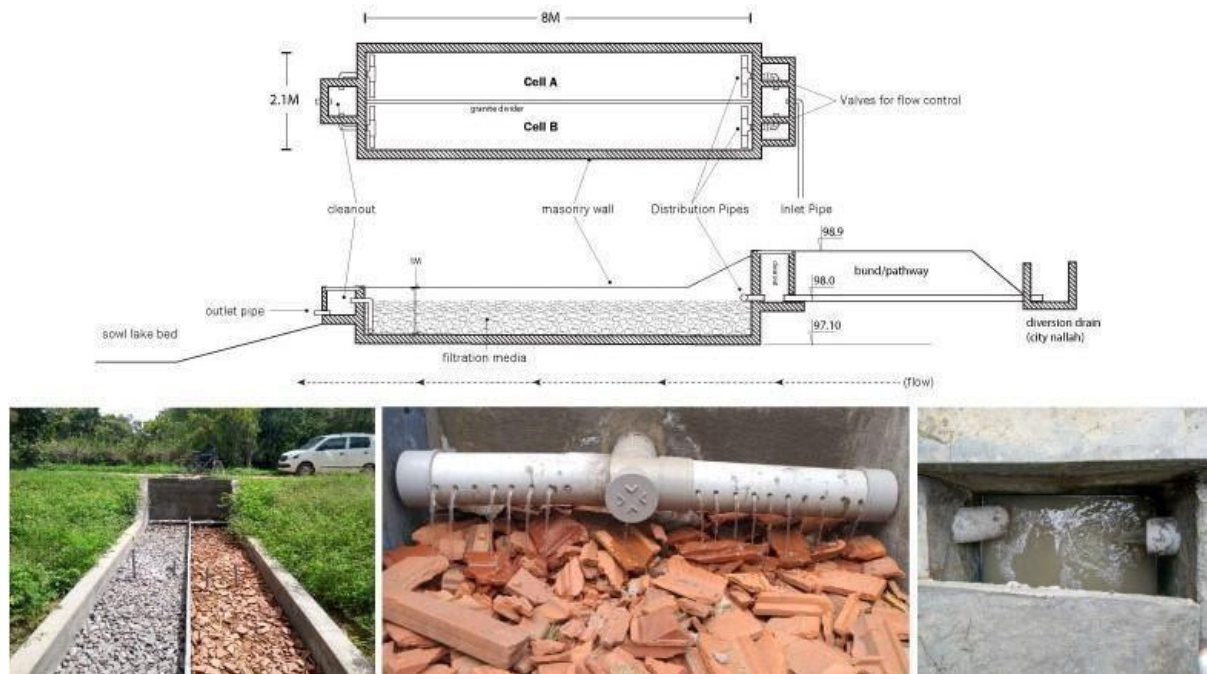 8M
2.1M
Cell A
granite divider
Cell B
Valves for flow control
cleanout
masonry wall
Distribution Pipes
Inlet Pipe
98.9
1M
cleanout
bund/pathway
98.0
outlet pipe
sowl lake bed
97.10
diversion drain
(city nallah)
filtration media
(flow)